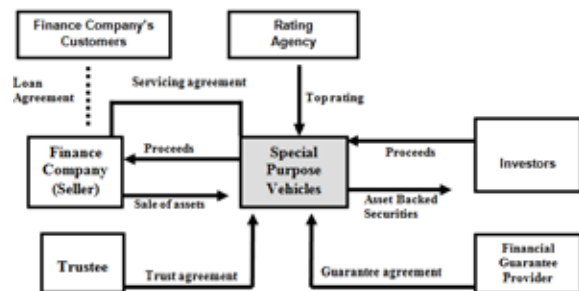 Finance Company's
Customers
Rating
Agency
Loan
Agreement
Servicing agreement
Top rating
Finance
Company
(Seller)
Proceeds
Sale of assets
Special
Purpose
Vehicles
Proceeds
Asset Backed
Securities
Investors
Trustee
Trust agreement
Guarantee agreement
Financial
Guarantee
Provider